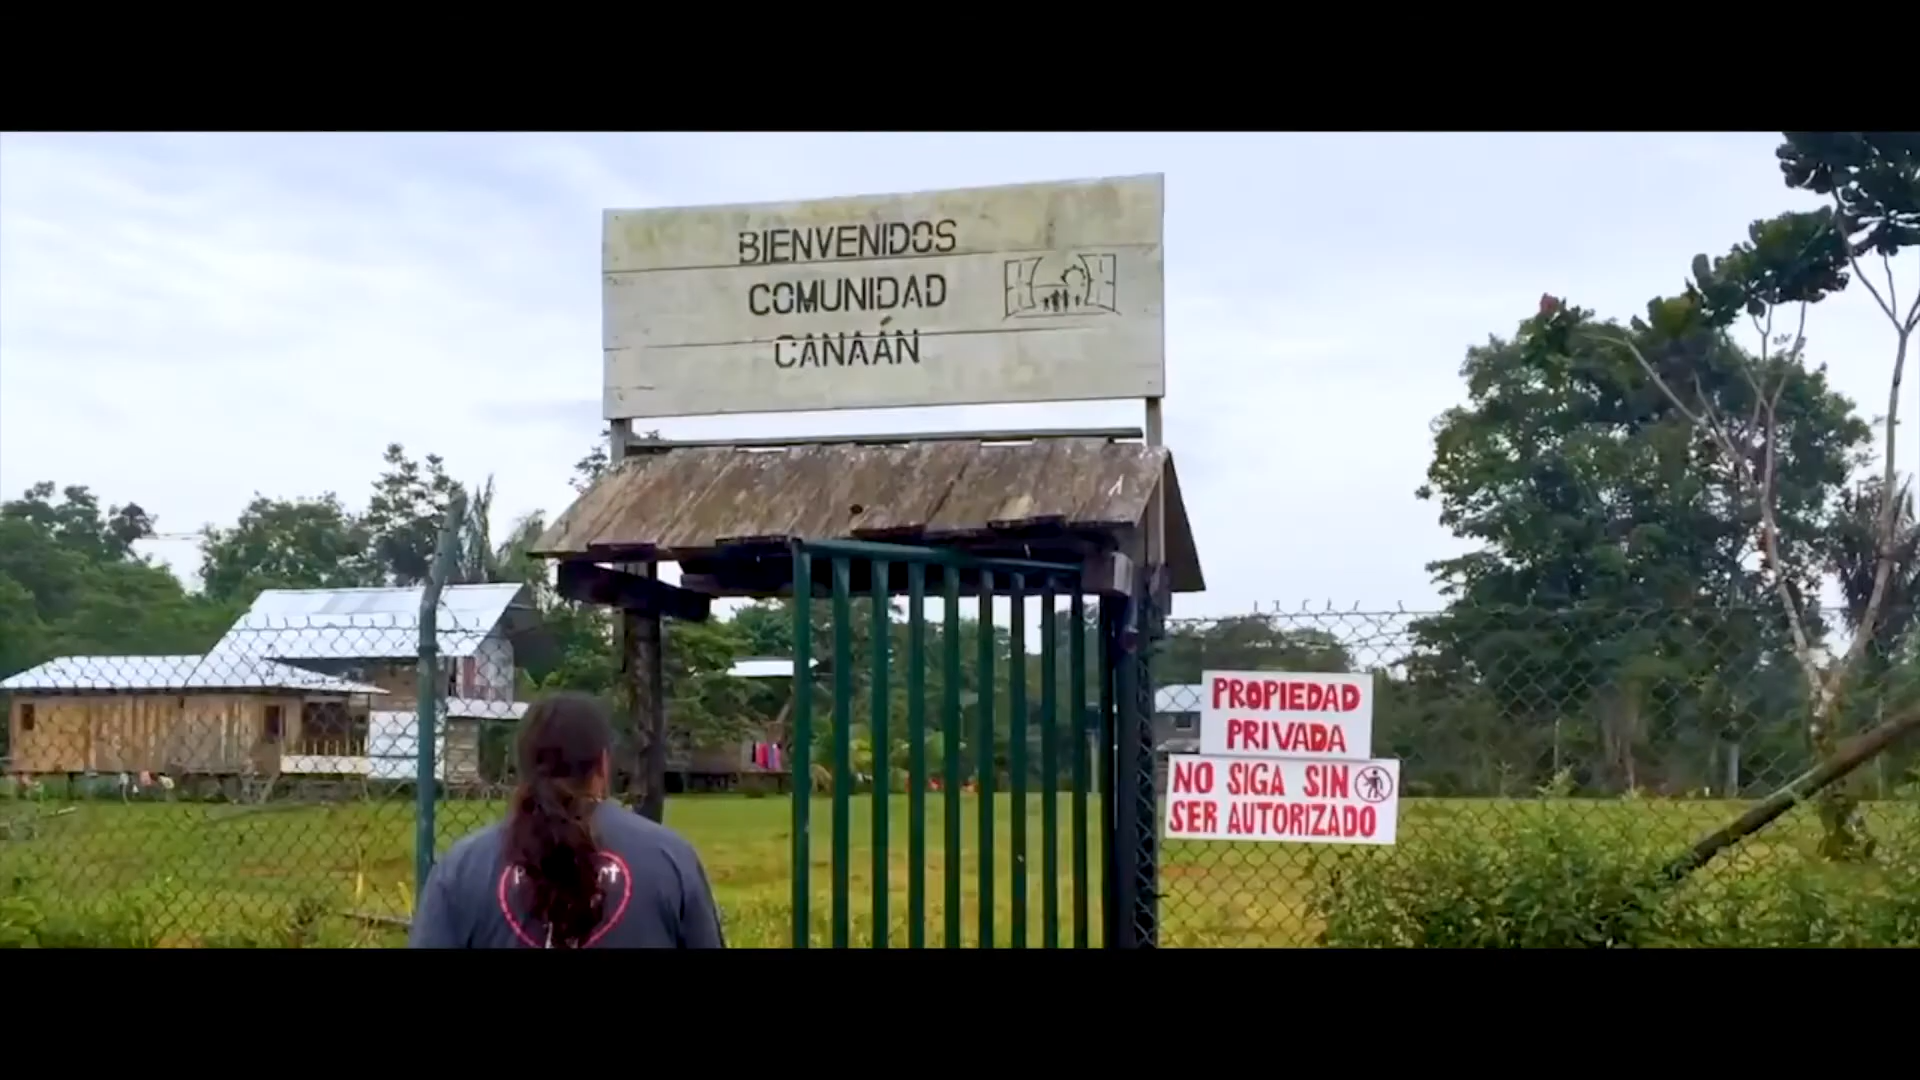 BIENVENIDOS
COMUNIDAD
CANAÁN
PROPIEDAD
PRIVADA
NO SIGA SIN
SER AUTORIZADO